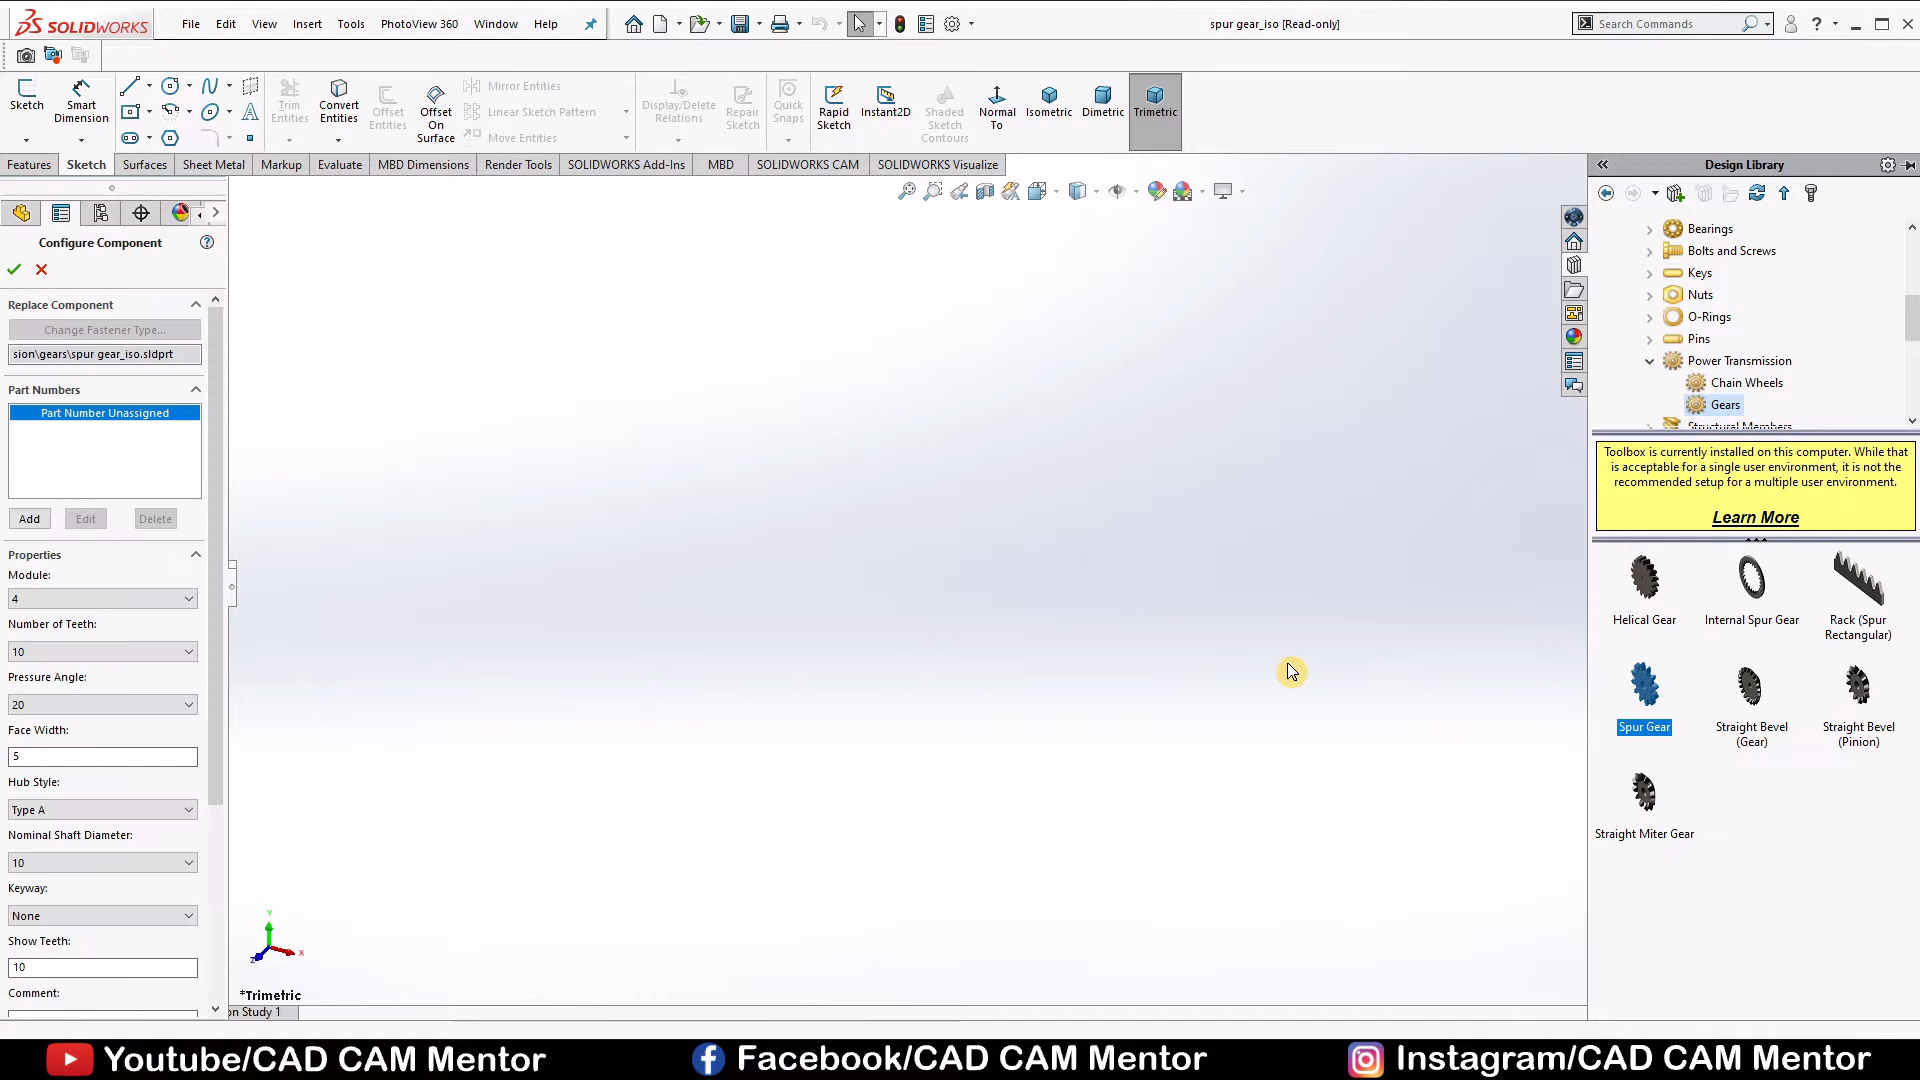 SOLIDWORKS
File Edit View Insert Tools PhotoView 360 Window Help
spur gear_iso [Read-only]
Search Commands
?
Sketch
Smart Dimension
Trim Entities
Convert Entities
Offset Entities
Offset On Surface
Mirror Entities
Linear Sketch Pattern
Move Entities
Display/Delete Relations
Repair Sketch
Quick Snaps
Rapid Sketch
Instant2D
Shaded Sketch Contours
Normal To
Isometric
Dimetric
Trimetric
Features Sketch Surfaces Sheet Metal Markup Evaluate MBD Dimensions Render Tools SOLIDWORKS Add-Ins MBD SOLIDWORKS CAM SOLIDWORKS Visualize
Configure Component
Replace Component
Change Fastener Type...
sion\gears\spur gear_iso.sldprt
Part Numbers
Part Number Unassigned
Add Edit Delete
Properties
Module:
4
Number of Teeth:
10
Pressure Angle:
20
Face Width:
5
Hub Style:
Type A
Nominal Shaft Diameter:
10
Keyway:
None
Show Teeth:
10
Comment:
Y
X
Z
*Trimetric
on Study 1
Design Library
Bearings
Bolts and Screws
Keys
Nuts
O-Rings
Pins
Power Transmission
Chain Wheels
Gears
Structural Members
Toolbox is currently installed on this computer. While that
is acceptable for a single user environment, it is not the
recommended setup for a multiple user environment.
Learn More
Helical Gear
Internal Spur Gear
Rack (Spur
Rectangular)
Spur Gear
Straight Bevel
(Gear)
Straight Bevel
(Pinion)
Straight Miter Gear
Youtube/CAD CAM Mentor
Facebook/CAD CAM Mentor
Instagram/CAD CAM Mentor